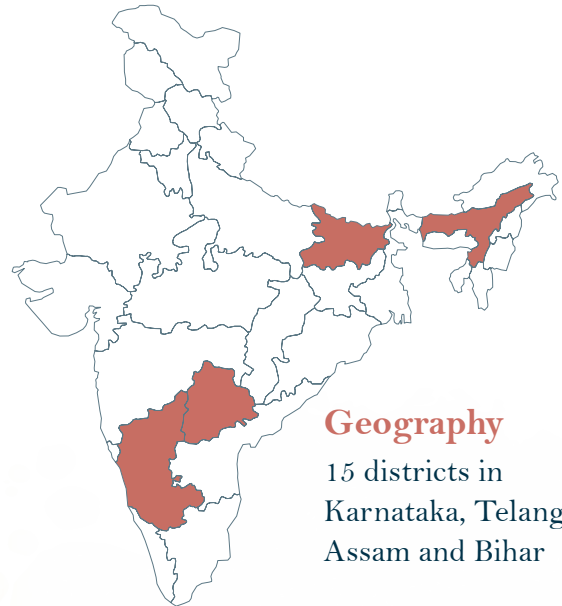 Geography
15 districts in
Karnataka, Telang
Assam and Bihar